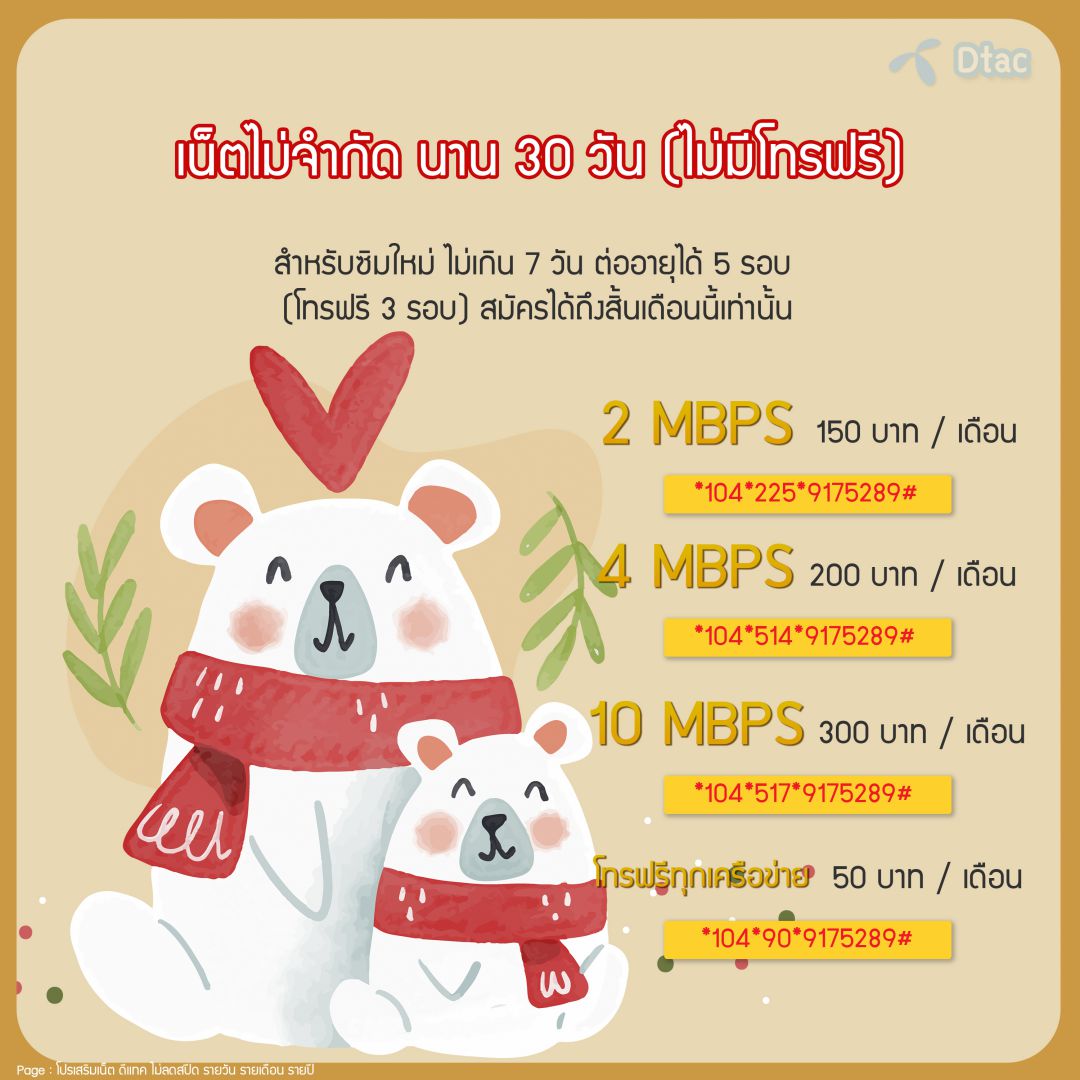 Dtac
เน็ตไม่จำกัด นาน 30 วัน (ไม่มีโทรฟรี)
สำหรับซิมใหม่ ไม่เกิน 7 วัน ต่ออายุได้ 5 รอบ
(โทรฟรี 3 รอบ) สมัครได้ถึงสิ้นเดือนนี้เท่านั้น
2 MBPS 150 บาท / เดือน
*104*225*9175289#
4 MBPS 200 บาท / เดือน
*104*514*9175289#
10 MBPS 300 บาท / เดือน
*104*517*9175289#
โทรฟรีทุกเครือข่าย 50 บาท / เดือน
*104*90*9175289#
Page : โปรเสริมเน็ต ดีแทค ไม่ลดสปีด รายวัน รายเดือน รายปี